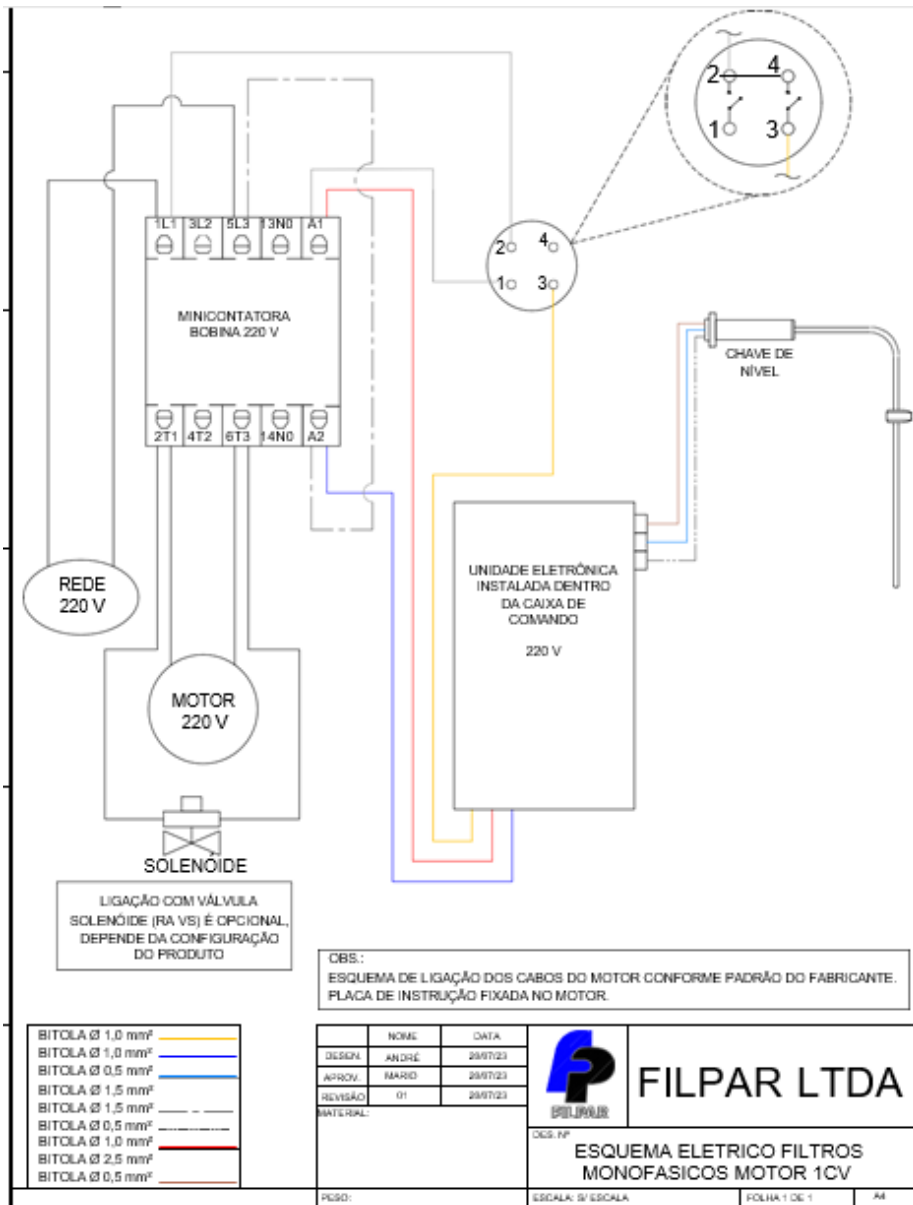 2 4
1 3
1L1 3L2 5L3 13N0 A1
MINICONTATORA
BOBINA 220 V
2T1 4T2 6T3 14N0 A2
2 4
1 3
CHAVE DE
NÍVEL
REDE
220 V
UNIDADE ELETRÔNICA
INSTALADA DENTRO
DA CAIXA DE
COMANDO
220 V
MOTOR
220 V
SOLENÓIDE
LIGAÇÃO COM VÁLVULA
SOLENÓIDE (RA VS) É OPCIONAL,
DEPENDE DA CONFIGURAÇÃO
DO PRODUTO
OBS.:
ESQUEMA DE LIGAÇÃO DOS CABOS DO MOTOR CONFORME PADRÃO DO FABRICANTE.
PLACA DE INSTRUÇÃO FIXADA NO MOTOR.
BITOLA Ø 1,0 mm²
BITOLA Ø 1,0 mm²
BITOLA Ø 0,5 mm²
BITOLA Ø 1,5 mm²
BITOLA Ø 1,5 mm²
BITOLA Ø 0,5 mm²
BITOLA Ø 1,0 mm²
BITOLA Ø 2,5 mm²
BITOLA Ø 0,5 mm²
NOME DATA
DESEN. ANDRÉ 28/07/23
APROV. MARIO 28/07/23
REVISÃO 01 28/07/23
MATERIAL:
PESO:
FILPAR
FILPAR LTDA
DES. Nº
ESQUEMA ELETRICO FILTROS
MONOFASICOS MOTOR 1CV
ESCALA: S/ ESCALA FOLHA 1 DE 1 A4